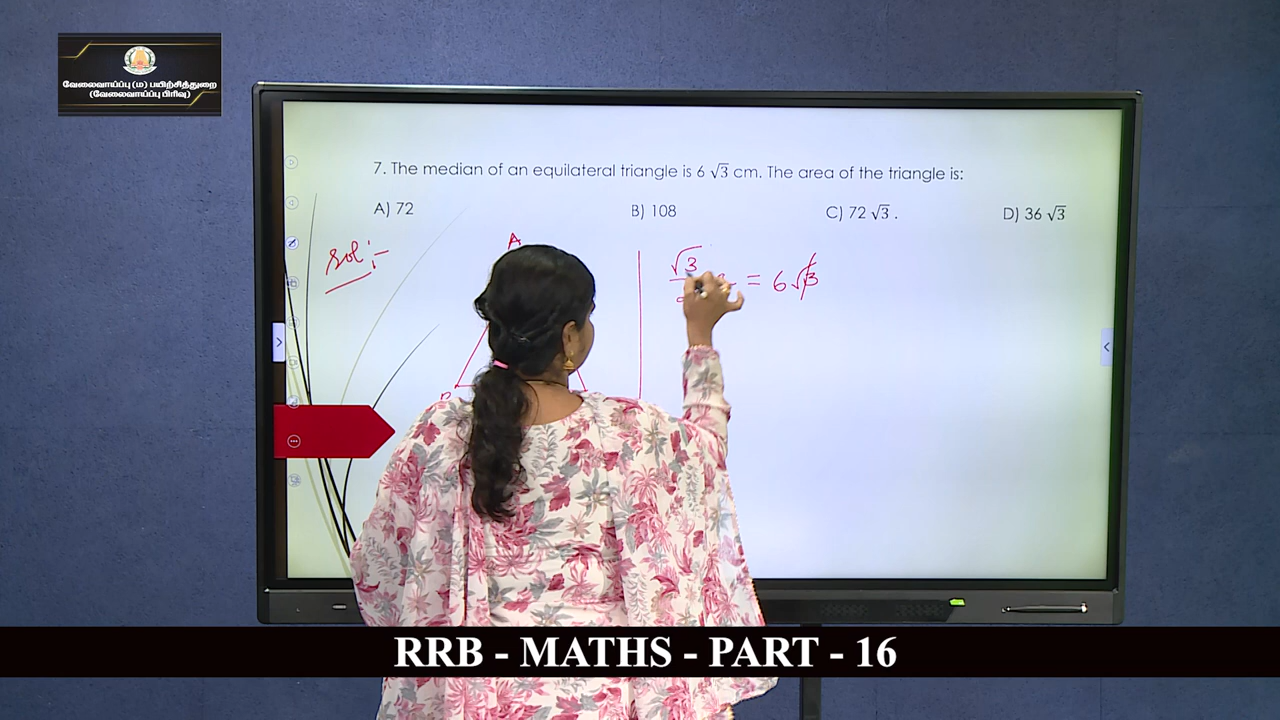 வேலைவாய்ப்பு (ம) பயிற்சித்துறை
(வேலைவாய்ப்பு பிரிவு)
7. The median of an equilateral triangle is 6 √3 cm. The area of the triangle is:
A) 72 B) 108 C) 72 √3 . D) 36 √3
Sol:-
A
√3 = 6√3
RRB - MATHS - PART - 16